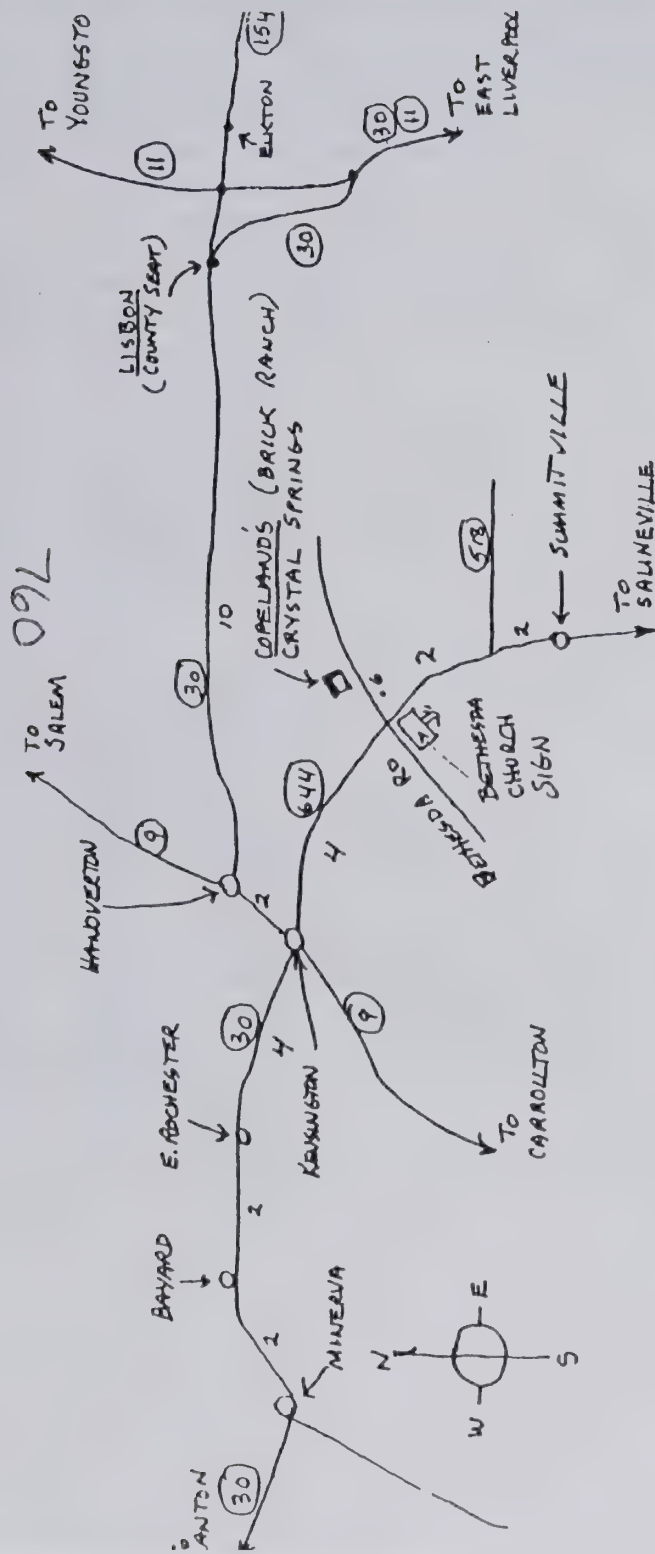 760
TO
YOUNGSTO
11
154
ELKTON
30
11
TO
EAST
LIVERPOOL
30
LISBON
(COUNTY SEAT)
10
30
TO
SALEM
9
HANOVERTON
2
COPELAND'S (BRICK RANCH)
CRYSTAL SPRINGS
.6
644
4
2
518
2
SUMMITVILLE
TO
SALINEVILLE
BETHESDA RD
BETHESDA
CHURCH
SIGN
30
4
E. ROCHESTER
KENSINGTON
9
TO
CARROLLTON
2
BAYARD
2
MINERVA
30
ANTON
N
W
E
S